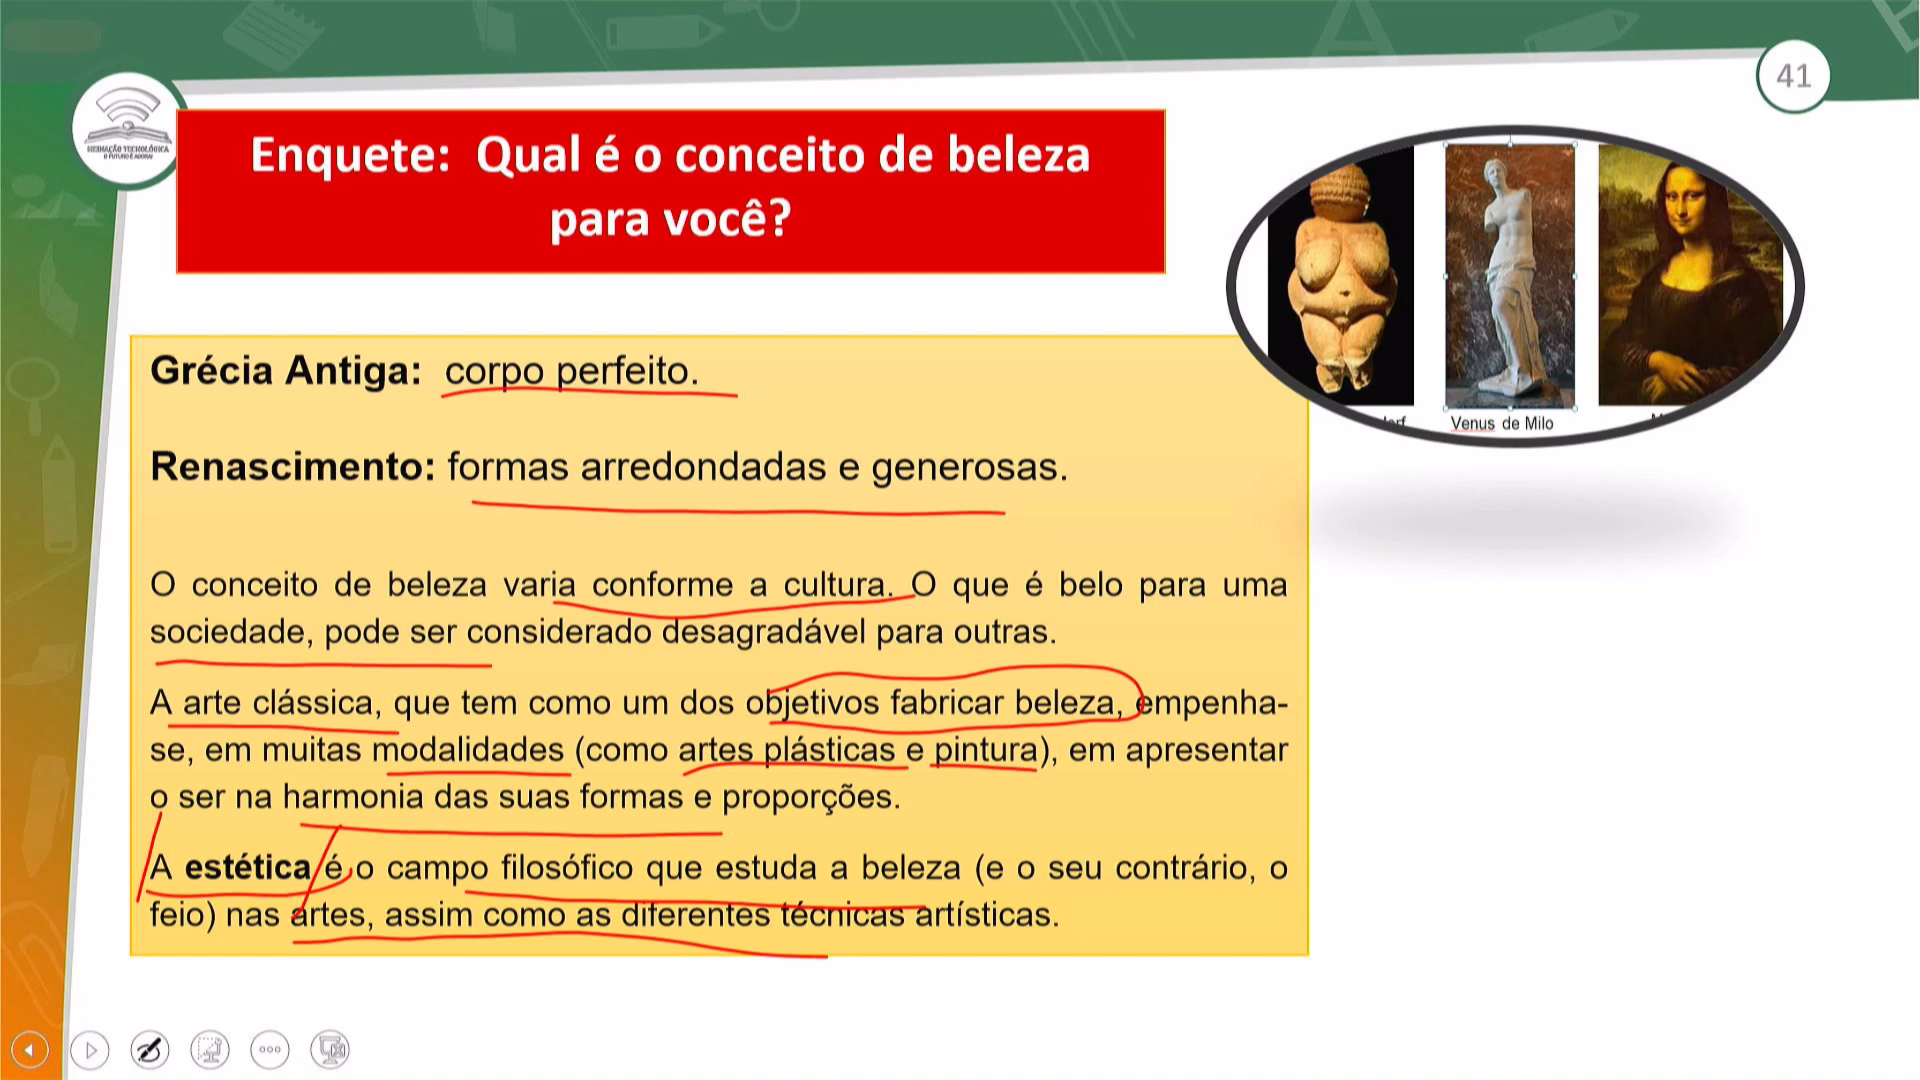 41
MEDIAÇÃO TECNOLÓGICA
O FUTURO É AGORA!
Enquete: Qual é o conceito de beleza
para você?
Venus de Milo
Grécia Antiga: corpo perfeito.
Renascimento: formas arredondadas e generosas.
O conceito de beleza varia conforme a cultura. O que é belo para uma
sociedade, pode ser considerado desagradável para outras.
A arte clássica, que tem como um dos objetivos fabricar beleza, empenha-
se, em muitas modalidades (como artes plásticas e pintura), em apresentar
o ser na harmonia das suas formas e proporções.
A estética é o campo filosófico que estuda a beleza (e o seu contrário, o
feio) nas artes, assim como as diferentes técnicas artísticas.